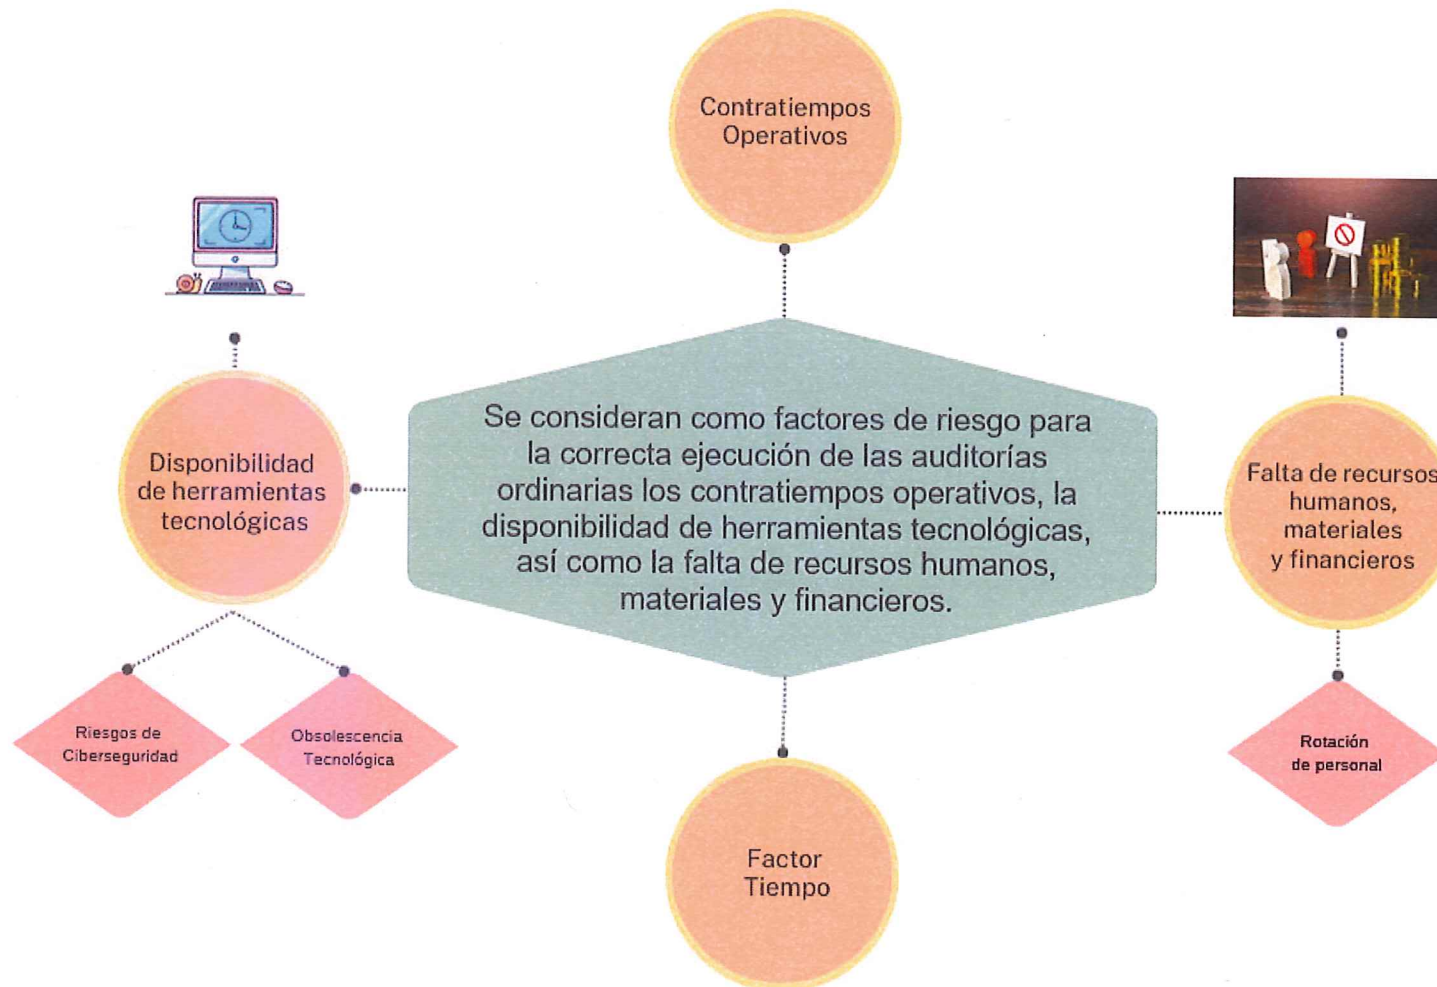 Contratiempos
Operativos
Se consideran como factores de riesgo para
la correcta ejecución de las auditorías
ordinarias los contratiempos operativos, la
disponibilidad de herramientas tecnológicas,
así como la falta de recursos humanos,
materiales y financieros.
Disponibilidad
de herramientas
tecnológicas
Falta de recursos
humanos,
materiales
y financieros
Riesgos de
Ciberseguridad
Obsolescencia
Tecnológica
Rotación
de personal
Factor
Tiempo